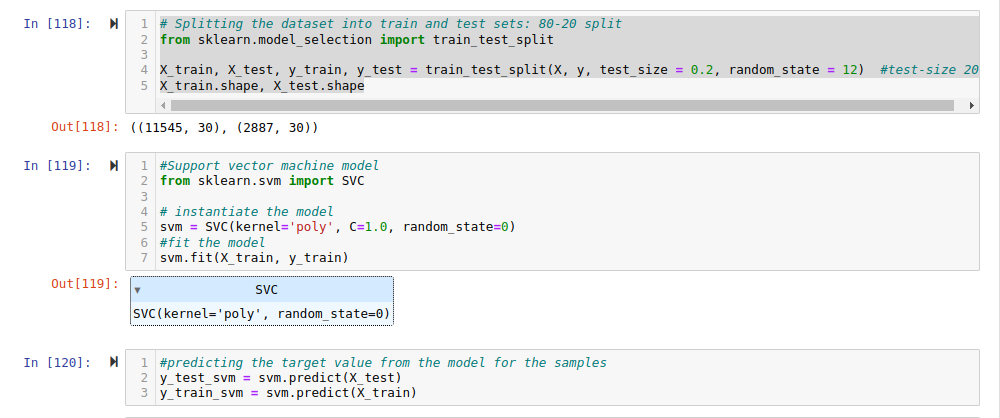 In [118]:
1 # Splitting the dataset into train and test sets: 80-20 split
2 from sklearn.model_selection import train_test_split
3
4 X_train, X_test, y_train, y_test = train_test_split(X, y, test_size = 0.2, random_state = 12)  #test-size 20
5 X_train.shape, X_test.shape
Out[118]: ((11545, 30), (2887, 30))
In [119]:
1 #Support vector machine model
2 from sklearn.svm import SVC
3
4 # instantiate the model
5 svm = SVC(kernel='poly', C=1.0, random_state=0)
6 #fit the model
7 svm.fit(X_train, y_train)
Out[119]:
▼ SVC
SVC(kernel='poly', random_state=0)
In [120]:
1 #predicting the target value from the model for the samples
2 y_test_svm = svm.predict(X_test)
3 y_train_svm = svm.predict(X_train)